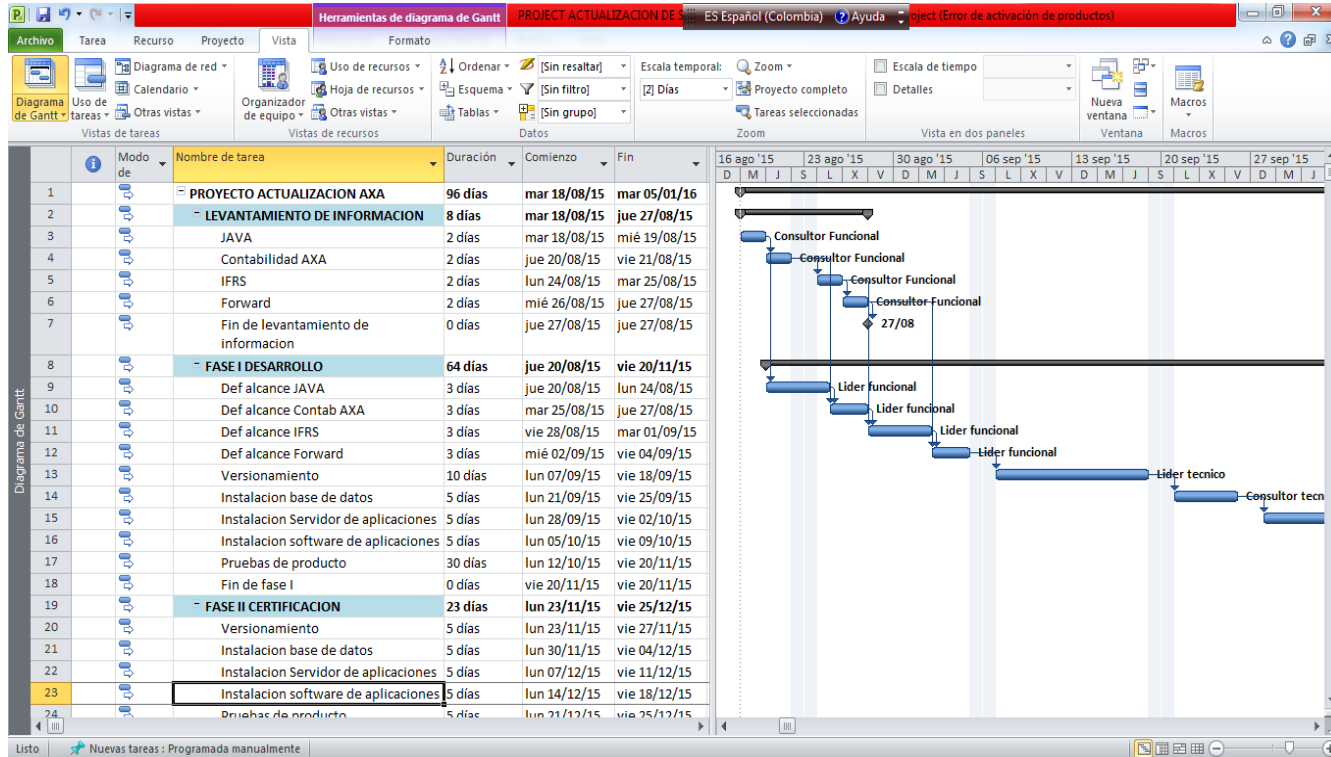 Herramientas de diagrama de Gantt PROJECT ACTUALIZACION DE S ES Español (Colombia) Ayuda roject (Error de activación de productos)
Archivo Tarea Recurso Proyecto Vista Formato
Diagrama de red Uso de recursos Ordenar [Sin resaltar] Escala temporal: Zoom Escala de tiempo
Calendario Hoja de recursos Esquema [Sin filtro] [2] Días Proyecto completo Detalles
Diagrama de Gantt Uso de tareas Otras vistas Organizador de equipo Otras vistas Tablas [Sin grupo] Tareas seleccionadas Nueva ventana Macros
Vistas de tareas Vistas de recursos Datos Zoom Vista en dos paneles Ventana Macros
Modo de Nombre de tarea Duración Comienzo Fin 16 ago '15 23 ago '15 30 ago '15 06 sep '15 13 sep '15 20 sep '15 27 sep '15
D M J S L X V D M J S L X V D M J S L X V D M J
1 PROYECTO ACTUALIZACION AXA 96 días mar 18/08/15 mar 05/01/16
2 LEVANTAMIENTO DE INFORMACION 8 días mar 18/08/15 jue 27/08/15
3 JAVA 2 días mar 18/08/15 mié 19/08/15 Consultor Funcional
4 Contabilidad AXA 2 días jue 20/08/15 vie 21/08/15 Consultor Funcional
5 IFRS 2 días lun 24/08/15 mar 25/08/15 Consultor Funcional
6 Forward 2 días mié 26/08/15 jue 27/08/15 Consultor Funcional
7 Fin de levantamiento de 0 días jue 27/08/15 jue 27/08/15 27/08
informacion
8 FASE I DESARROLLO 64 días jue 20/08/15 vie 20/11/15
9 Def alcance JAVA 3 días jue 20/08/15 lun 24/08/15 Lider funcional
10 Def alcance Contab AXA 3 días mar 25/08/15 jue 27/08/15 Lider funcional
11 Def alcance IFRS 3 días vie 28/08/15 mar 01/09/15 Lider funcional
12 Def alcance Forward 3 días mié 02/09/15 vie 04/09/15 Lider funcional
13 Versionamiento 10 días lun 07/09/15 vie 18/09/15 Lider tecnico
14 Instalacion base de datos 5 días lun 21/09/15 vie 25/09/15 Consultor tecn
15 Instalacion Servidor de aplicaciones 5 días lun 28/09/15 vie 02/10/15
16 Instalacion software de aplicaciones 5 días lun 05/10/15 vie 09/10/15
17 Pruebas de producto 30 días lun 12/10/15 vie 20/11/15
18 Fin de fase I 0 días vie 20/11/15 vie 20/11/15
19 FASE II CERTIFICACION 23 días lun 23/11/15 vie 25/12/15
20 Versionamiento 5 días lun 23/11/15 vie 27/11/15
21 Instalacion base de datos 5 días lun 30/11/15 vie 04/12/15
22 Instalacion Servidor de aplicaciones 5 días lun 07/12/15 vie 11/12/15
23 Instalacion software de aplicaciones 5 días lun 14/12/15 vie 18/12/15
24 Pruebas de producto 5 días lun 21/12/15 vie 25/12/15
Diagrama de Gantt
Listo Nuevas tareas : Programada manualmente